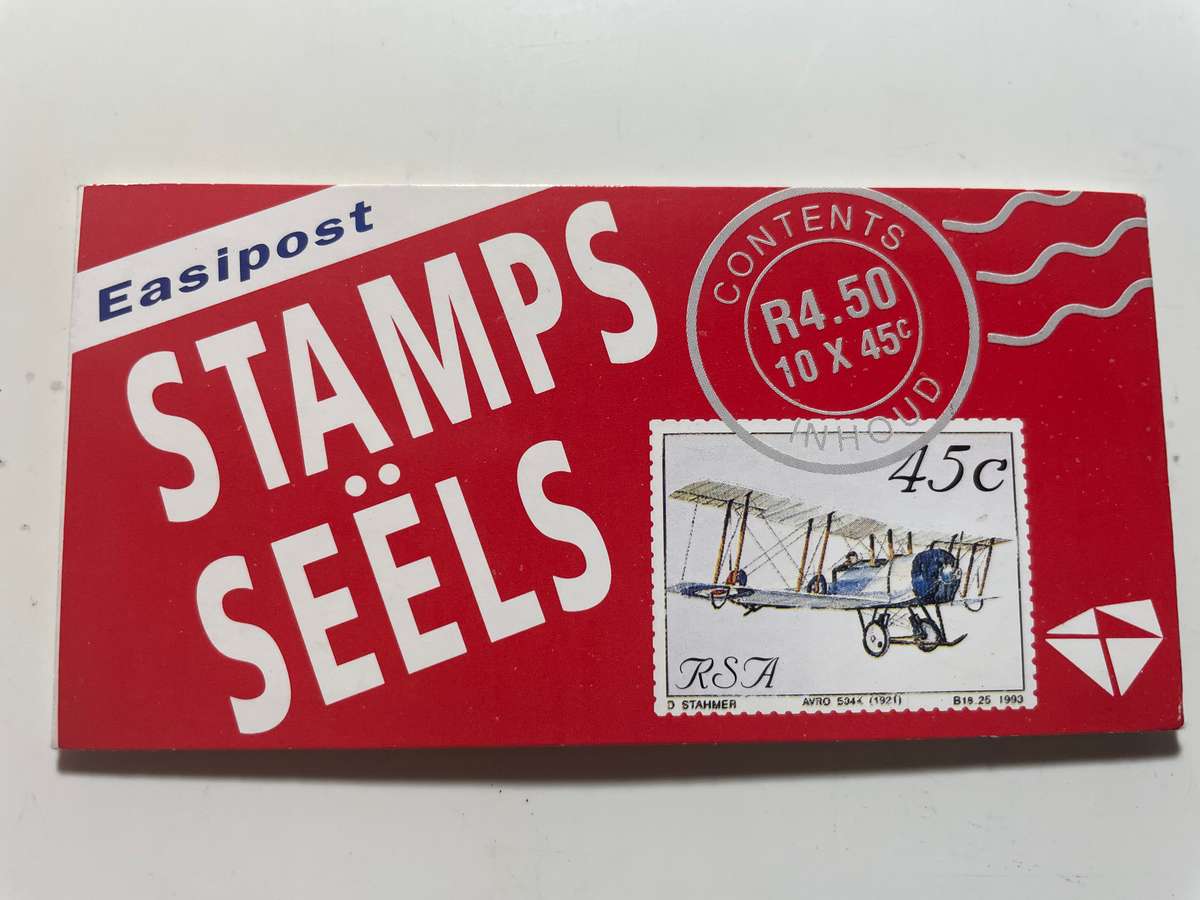 Easipost
STAMPS
SEËLS
CONTENTS
R4.50
10 X 45c
INHOUD
45c
RSA
D STAHMER AVRO 504K (1921) B18.25 1993